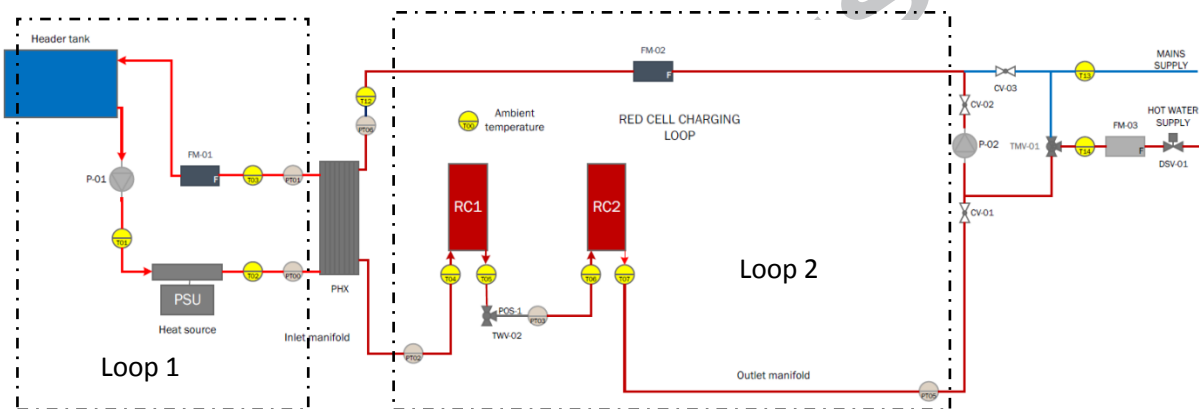 Header tank
FM-02
F
MAINS
SUPPLY
T13
CV-03
T12
T00
Ambient
temperature
RED CELL CHARGING
LOOP
CV-02
HOT WATER
SUPPLY
PT06
FM-03
F
P-02
TMV-01
T14
DSV-01
FM-01
F
P-01
T03
PT01
RC1
RC2
CV-01
T01
T02
PT00
T04
T05
T06
T07
Loop 2
PSU
PHX
POS-1
PT03
Heat source
Inlet manifold
TWV-02
PT02
Loop 1
Outlet manifold
PT05